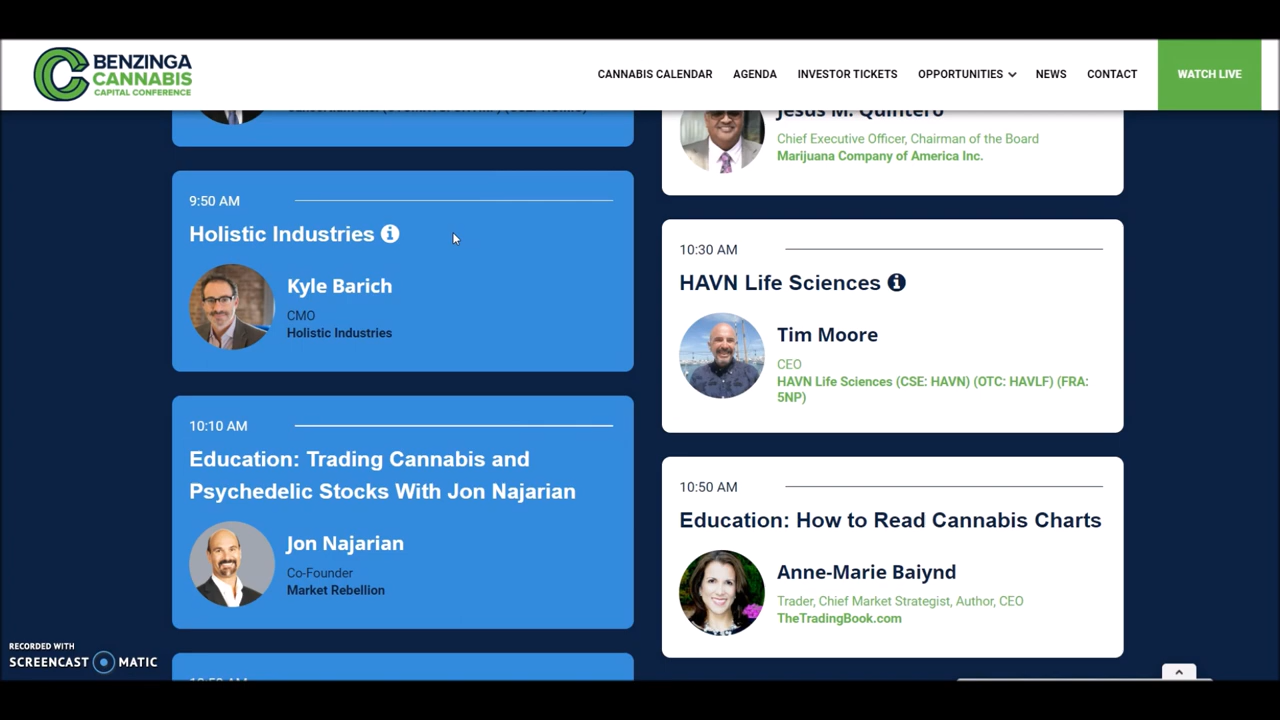 BENZINGA
CANNABIS
CAPITAL CONFERENCE
CANNABIS CALENDAR
AGENDA
INVESTOR TICKETS
OPPORTUNITIES
NEWS
CONTACT
WATCH LIVE
9:50 AM
Holistic Industries
Kyle Barich
CMO
Holistic Industries
10:10 AM
Education: Trading Cannabis and
Psychedelic Stocks With Jon Najarian
Jon Najarian
Co-Founder
Market Rebellion
Jesus M. Quintero
Chief Executive Officer, Chairman of the Board
Marijuana Company of America Inc.
10:30 AM
HAVN Life Sciences
Tim Moore
CEO
HAVN Life Sciences (CSE: HAVN) (OTC: HAVLF) (FRA:
5NP)
10:50 AM
Education: How to Read Cannabis Charts
Anne-Marie Baiynd
Trader, Chief Market Strategist, Author, CEO
TheTradingBook.com
RECORDED WITH
SCREENCAST MATIC